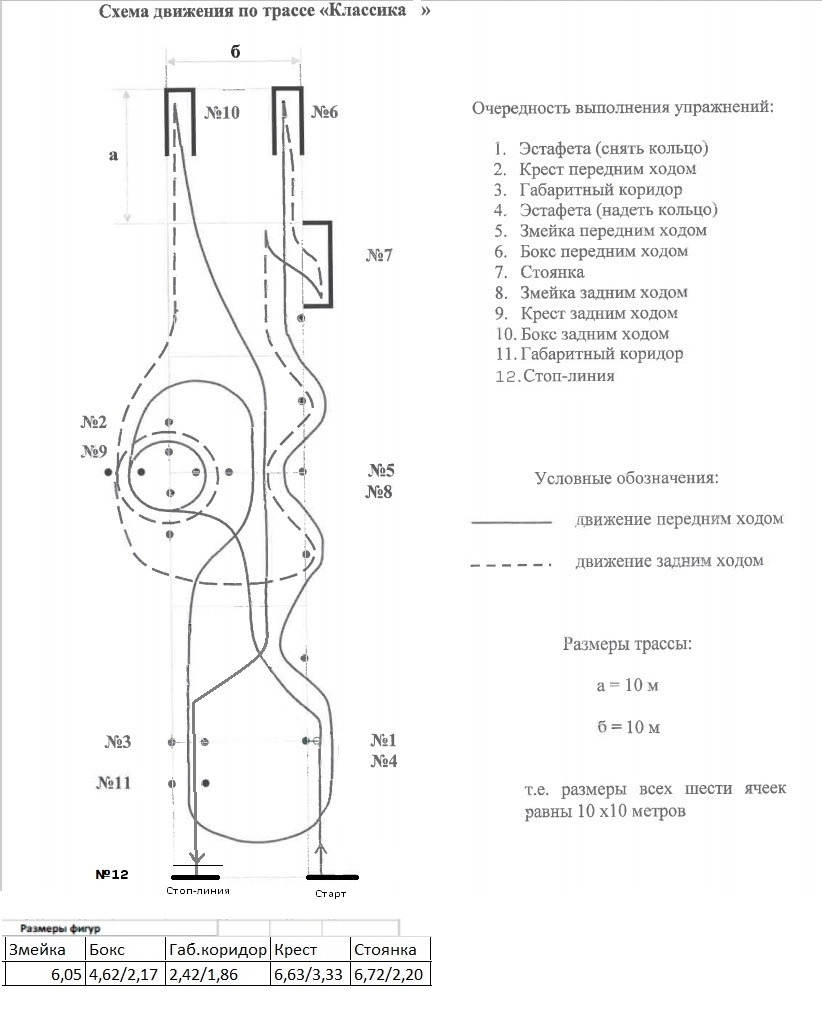 Схема движения по трассе «Классика »
б
№10
№6
а
№7
Очередность выполнения упражнений:
1. Эстафета (снять кольцо)
2. Крест передним ходом
3. Габаритный коридор
4. Эстафета (надеть кольцо)
5. Змейка передним ходом
6. Бокс передним ходом
7. Стоянка
8. Змейка задним ходом
9. Крест задним ходом
10. Бокс задним ходом
11. Габаритный коридор
12. Стоп-линия
№2
№9
№5
№8
Условные обозначения:
движение передним ходом
движение задним ходом
Размеры трассы:
а = 10 м
б = 10 м
т.е. размеры всех шести ячеек
равны 10 х10 метров
№3
№1
№4
№11
№12
Стоп-линия
Старт
Размеры фигур
Змейка Бокс Габ.коридор Крест Стоянка
6,05 4,62/2,17 2,42/1,86 6,63/3,33 6,72/2,20